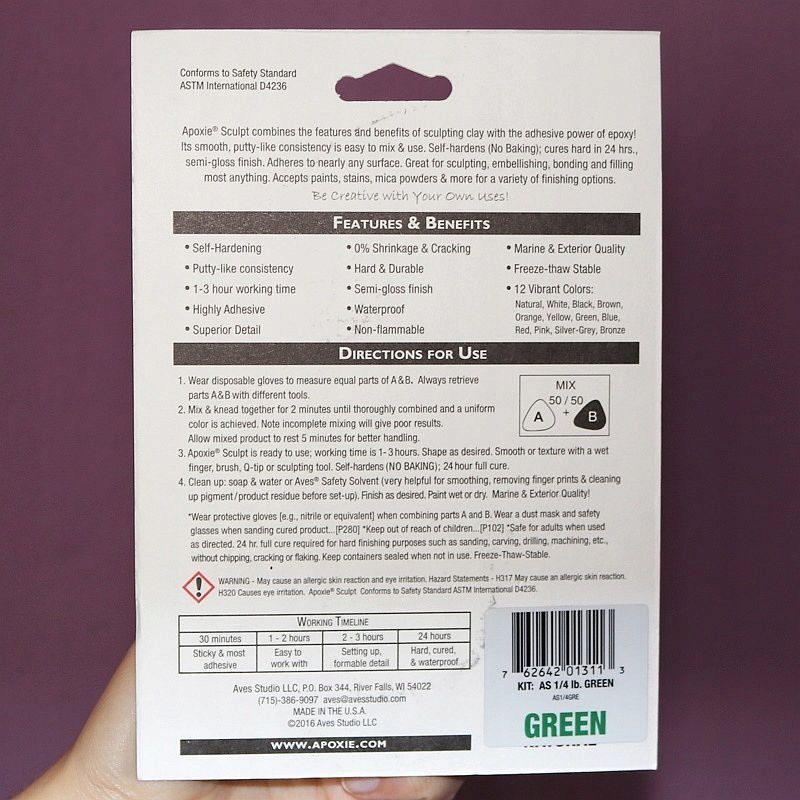 Conforms to Safety Standard
ASTM International D4236
Apoxie® Sculpt combines the features and benefits of sculpting clay with the adhesive power of epoxy!
Its smooth, putty-like consistency is easy to mix & use. Self-hardens (No Baking); cures hard in 24 hrs.,
semi-gloss finish. Adheres to nearly any surface. Great for sculpting, embellishing, bonding and filling
most anything. Accepts paints, stains, mica powders & more for a variety of finishing options.
Be Creative with Your Own Uses!
FEATURES & BENEFITS
• Self-Hardening
• Putty-like consistency
• 1-3 hour working time
• Highly Adhesive
• Superior Detail
• 0% Shrinkage & Cracking
• Hard & Durable
• Semi-gloss finish
• Waterproof
• Non-flammable
• Marine & Exterior Quality
• Freeze-thaw Stable
• 12 Vibrant Colors:
Natural, White, Black, Brown,
Orange, Yellow, Green, Blue,
Red, Pink, Silver-Grey, Bronze
DIRECTIONS FOR USE
1. Wear disposable gloves to measure equal parts of A&B. Always retrieve
parts A&B with different tools.
2. Mix & knead together for 2 minutes until thoroughly combined and a uniform
color is achieved. Note incomplete mixing will give poor results.
Allow mixed product to rest 5 minutes for better handling.
MIX
50 / 50
A + B
3. Apoxie® Sculpt is ready to use; working time is 1-3 hours. Shape as desired. Smooth or texture with a wet
finger, brush, Q-tip or sculpting tool. Self-hardens (NO BAKING); 24 hour full cure.
4. Clean up: soap & water or Aves® Safety Solvent (very helpful for smoothing, removing finger prints & cleaning
up pigment/product residue before set-up). Finish as desired. Paint wet or dry. Marine & Exterior Quality!
*Wear protective gloves [e.g., nitrile or equivalent] when combining parts A and B. Wear a dust mask and safety
glasses when sanding cured product...[P280] *Keep out of reach of children...[P102] *Safe for adults when used
as directed. 24 hr. full cure required for hard finishing purposes such as sanding, carving, drilling, machining, etc.,
without chipping, cracking or flaking. Keep containers sealed when not in use. Freeze-Thaw-Stable.
WARNING - May cause an allergic skin reaction and eye irritation. Hazard Statements - H317 May cause an allergic skin reaction.
H320 Causes eye irritation. Apoxie® Sculpt Conforms to Safety Standard ASTM International D4236.
WORKING TIMELINE
30 minutes 1 - 2 hours 2 - 3 hours 24 hours
Sticky & most Easy to Setting up, Hard, cured,
adhesive work with formable detail & waterproof
Aves Studio LLC, P.O. Box 344, River Falls, WI 54022
(715)-386-9097 aves@avesstudio.com
MADE IN THE U.S.A.
©2016 Aves Studio LLC
WWW.APOXIE.COM
7 62642 01311 3
KIT: AS 1/4 lb. GREEN
AS1/4GRE
GREEN